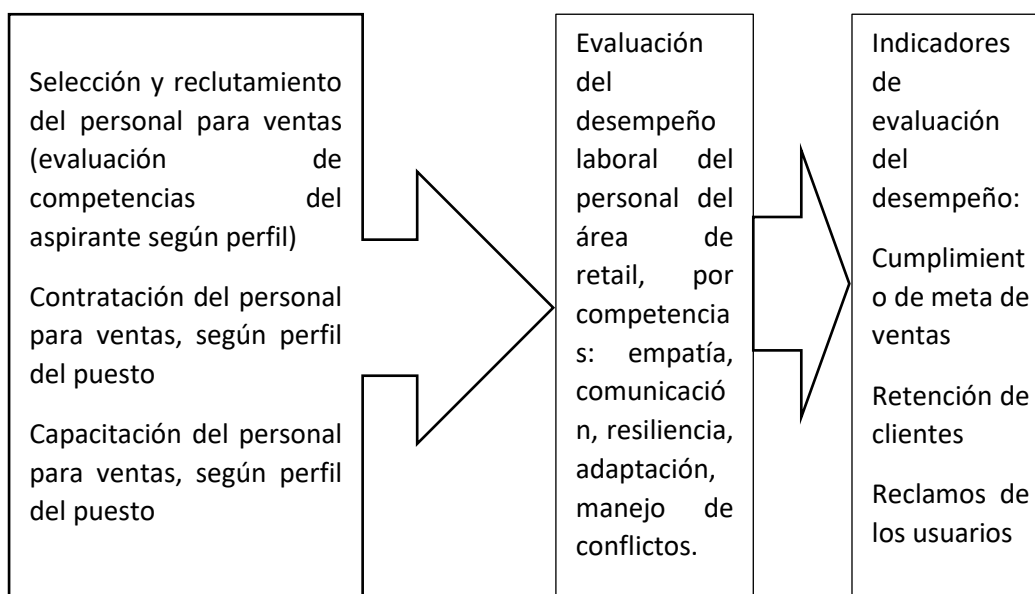 Selección y reclutamiento
del personal para ventas
(evaluación de
competencias del
aspirante según perfil)
Contratación del personal
para ventas, según perfil
del puesto
Capacitación del personal
para ventas, según perfil
del puesto
Evaluación
del
desempeño
laboral del
personal del
área de
retail, por
competencia
s: empatía,
comunicació
n, resiliencia,
adaptación,
manejo de
conflictos.
Indicadores
de
evaluación
del
desempeño:
Cumplimient
o de meta de
ventas
Retención de
clientes
Reclamos de
los usuarios